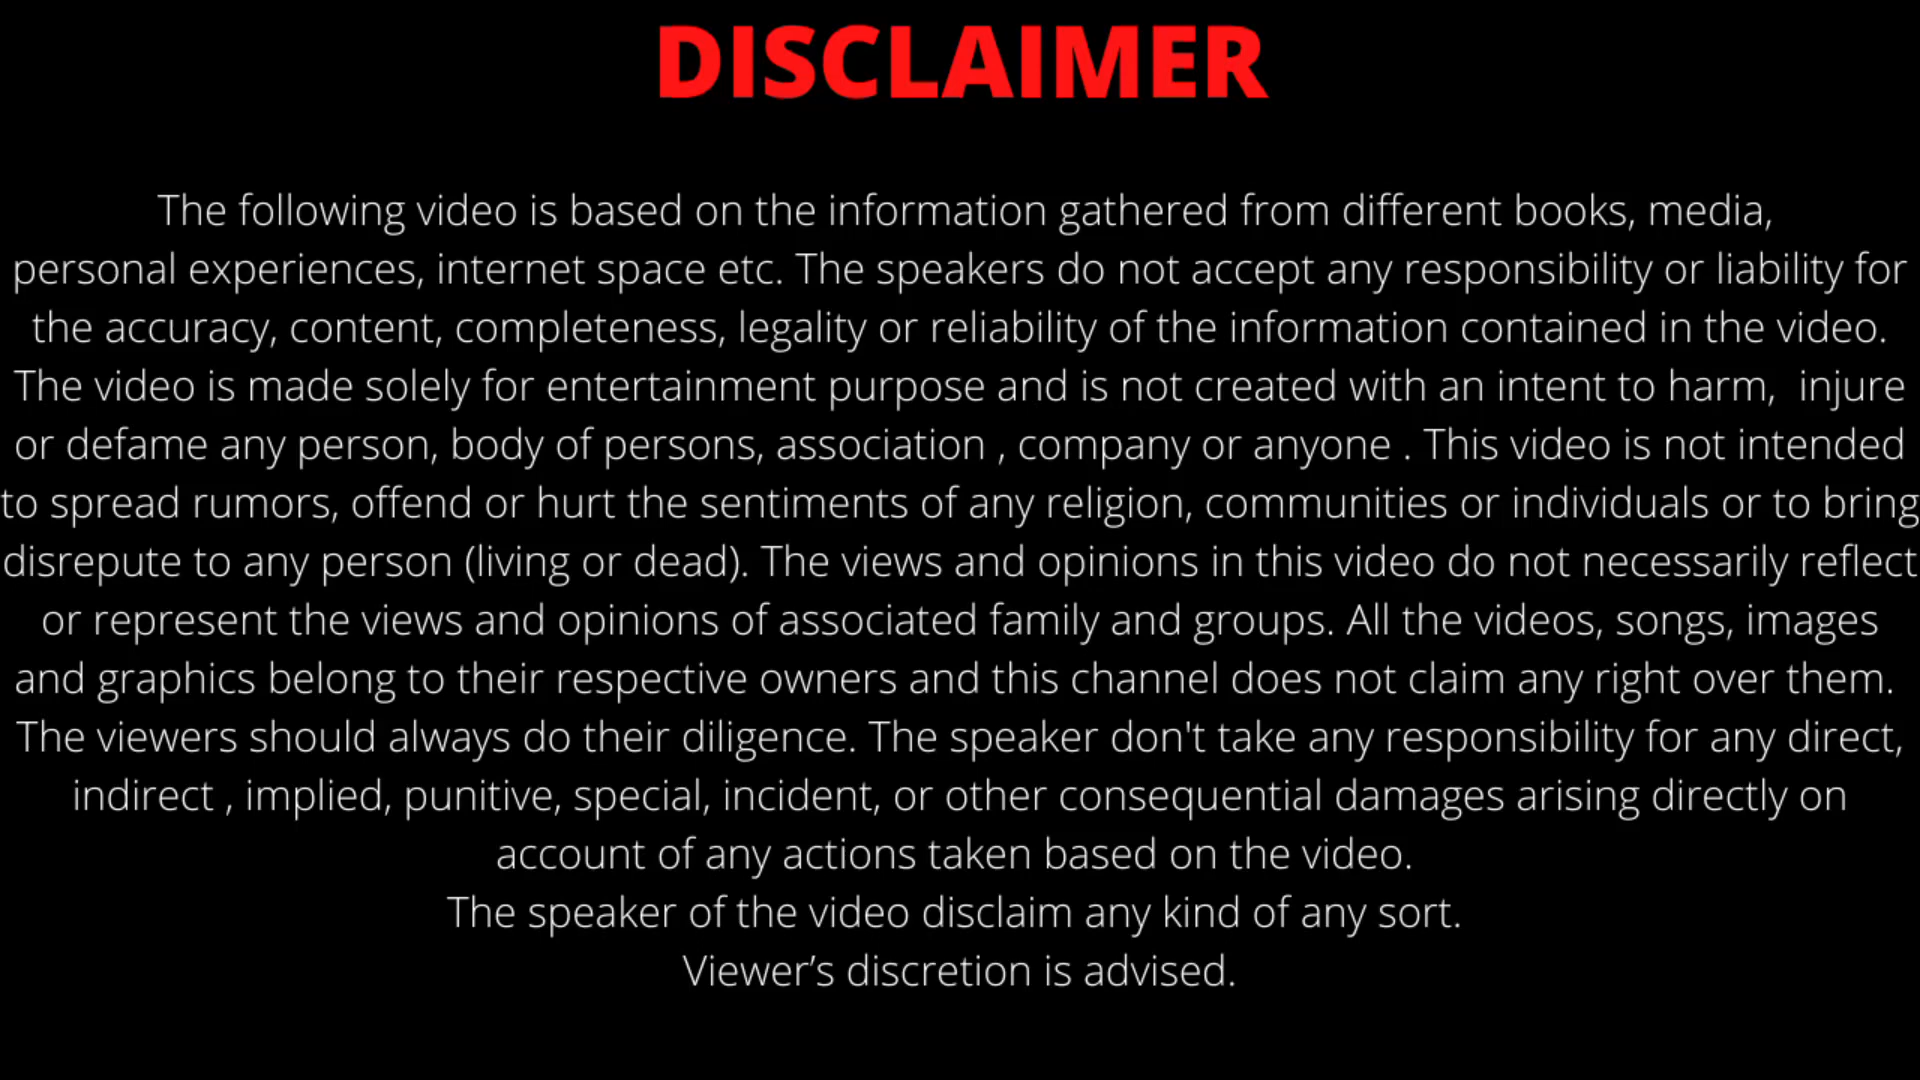 DISCLAIMER
The following video is based on the information gathered from different books, media,
personal experiences, internet space etc. The speakers do not accept any responsibility or liability for
the accuracy, content, completeness, legality or reliability of the information contained in the video.
The video is made solely for entertainment purpose and is not created with an intent to harm,  injure
or defame any person, body of persons, association , company or anyone . This video is not intended
to spread rumors, offend or hurt the sentiments of any religion, communities or individuals or to bring
disrepute to any person (living or dead). The views and opinions in this video do not necessarily reflect
or represent the views and opinions of associated family and groups. All the videos, songs, images
and graphics belong to their respective owners and this channel does not claim any right over them.
The viewers should always do their diligence. The speaker don't take any responsibility for any direct,
indirect , implied, punitive, special, incident, or other consequential damages arising directly on
account of any actions taken based on the video.
The speaker of the video disclaim any kind of any sort.
Viewer’s discretion is advised.